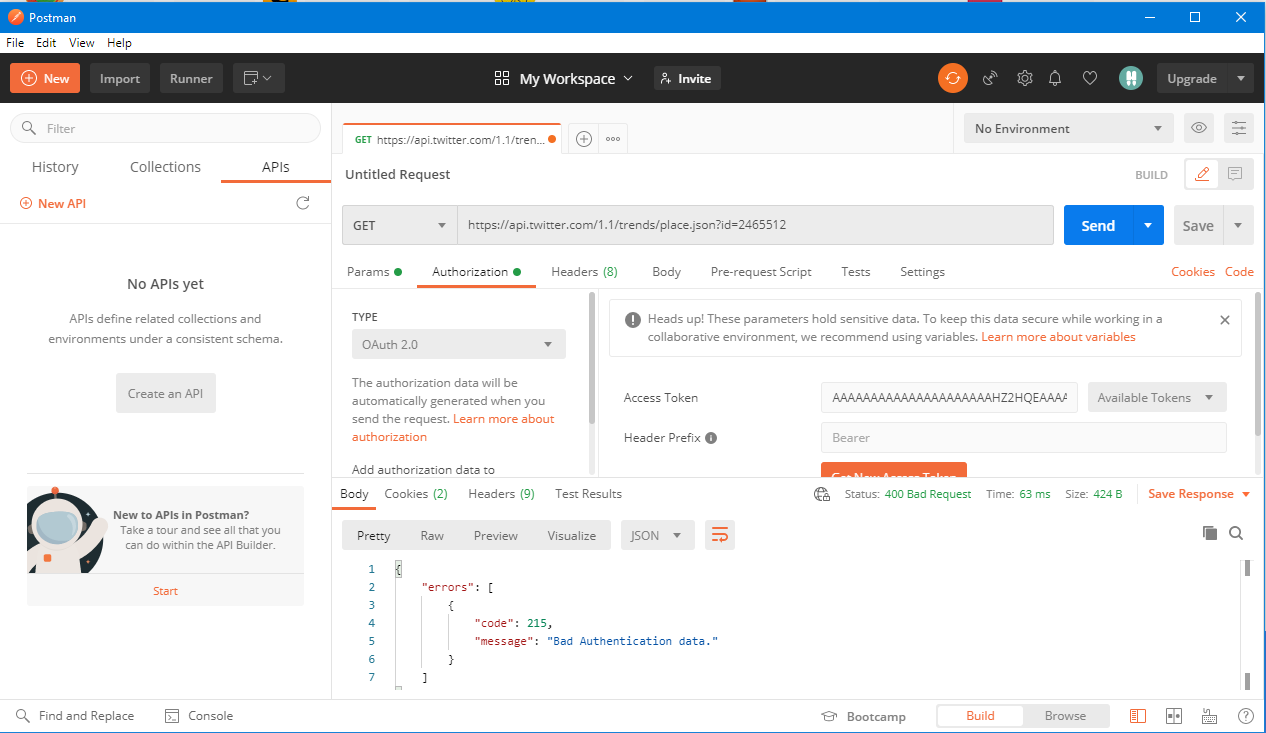 Postman
File Edit View Help
New Import Runner My Workspace Invite Upgrade
Filter
History Collections APIs
New API
No APIs yet
APIs define related collections and
environments under a consistent schema.
Create an API
New to APIs in Postman?
Take a tour and see all that you
can do within the API Builder.
Start
GET https://api.twitter.com/1.1/tren...
No Environment
Untitled Request
BUILD
GET https://api.twitter.com/1.1/trends/place.json?id=2465512 Send Save
Params Authorization Headers (8) Body Pre-request Script Tests Settings Cookies Code
TYPE
OAuth 2.0
The authorization data will be
automatically generated when you
send the request. Learn more about
authorization
Add authorization data to
Heads up! These parameters hold sensitive data. To keep this data secure while working in a
collaborative environment, we recommend using variables. Learn more about variables
Access Token AAAAAAAAAAAAAAAAAAAAAHZ2HQEAAAA Available Tokens
Header Prefix Bearer
Get New Access Token
Body Cookies (2) Headers (9) Test Results Status: 400 Bad Request Time: 63 ms Size: 424 B Save Response
Pretty Raw Preview Visualize JSON
1 {
2 "errors": [
3 {
4 "code": 215,
5 "message": "Bad Authentication data."
6 }
7 ]
Find and Replace Console Bootcamp Build Browse